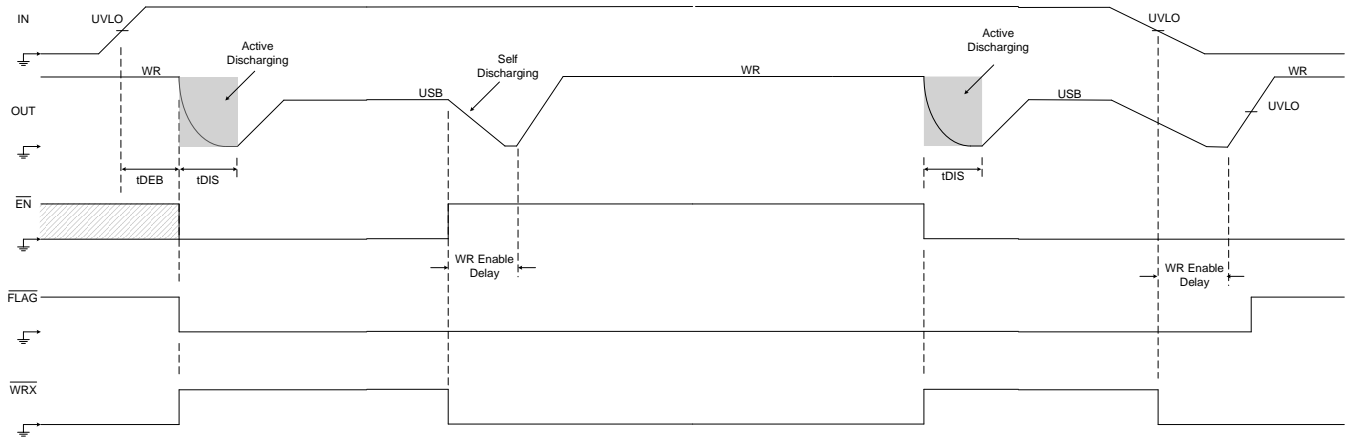 IN
UVLO
UVLO
Active
Discharging
Self
Discharging
Active
Discharging
WR
WR
WR
USB
USB
OUT
UVLO
tDEB
tDIS
tDIS
EN
WR Enable
Delay
WR Enable
Delay
FLAG
WRX